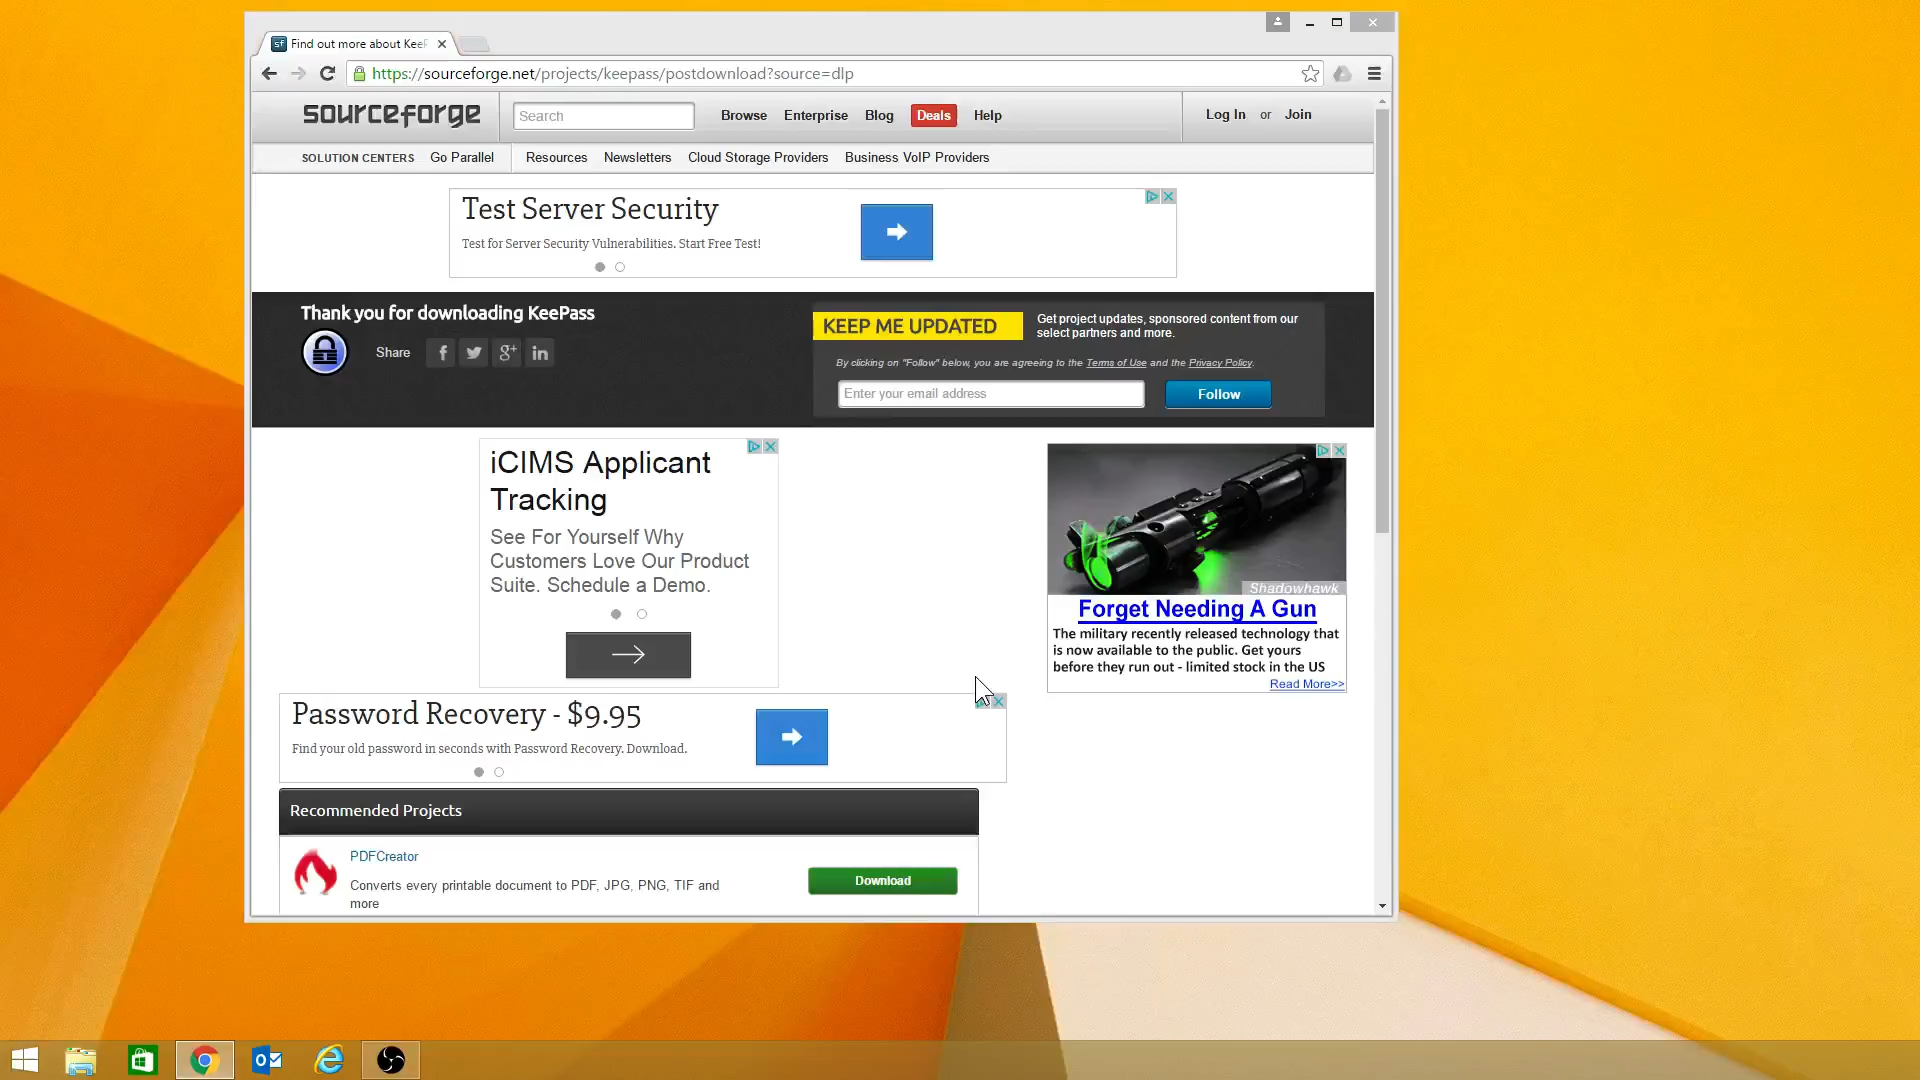 Find out more about KeeP
https://sourceforge.net/projects/keepass/postdownload?source=dlp
sourceforge
Search
Browse
Enterprise
Blog
Deals
Help
Log In or Join
SOLUTION CENTERS
Go Parallel
Resources
Newsletters
Cloud Storage Providers
Business VoIP Providers
Test Server Security
Test for Server Security Vulnerabilities. Start Free Test!
Thank you for downloading KeePass
Share
KEEP ME UPDATED
Get project updates, sponsored content from our
select partners and more.
By clicking on "Follow" below, you are agreeing to the Terms of Use and the Privacy Policy.
Enter your email address
Follow
iCIMS Applicant
Tracking
See For Yourself Why
Customers Love Our Product
Suite. Schedule a Demo.
Shadowhawk
Forget Needing A Gun
The military recently released technology that
is now available to the public. Get yours
before they run out - limited stock in the US
Read More>>
Password Recovery - $9.95
Find your old password in seconds with Password Recovery. Download.
Recommended Projects
PDFCreator
Converts every printable document to PDF, JPG, PNG, TIF and
more
Download